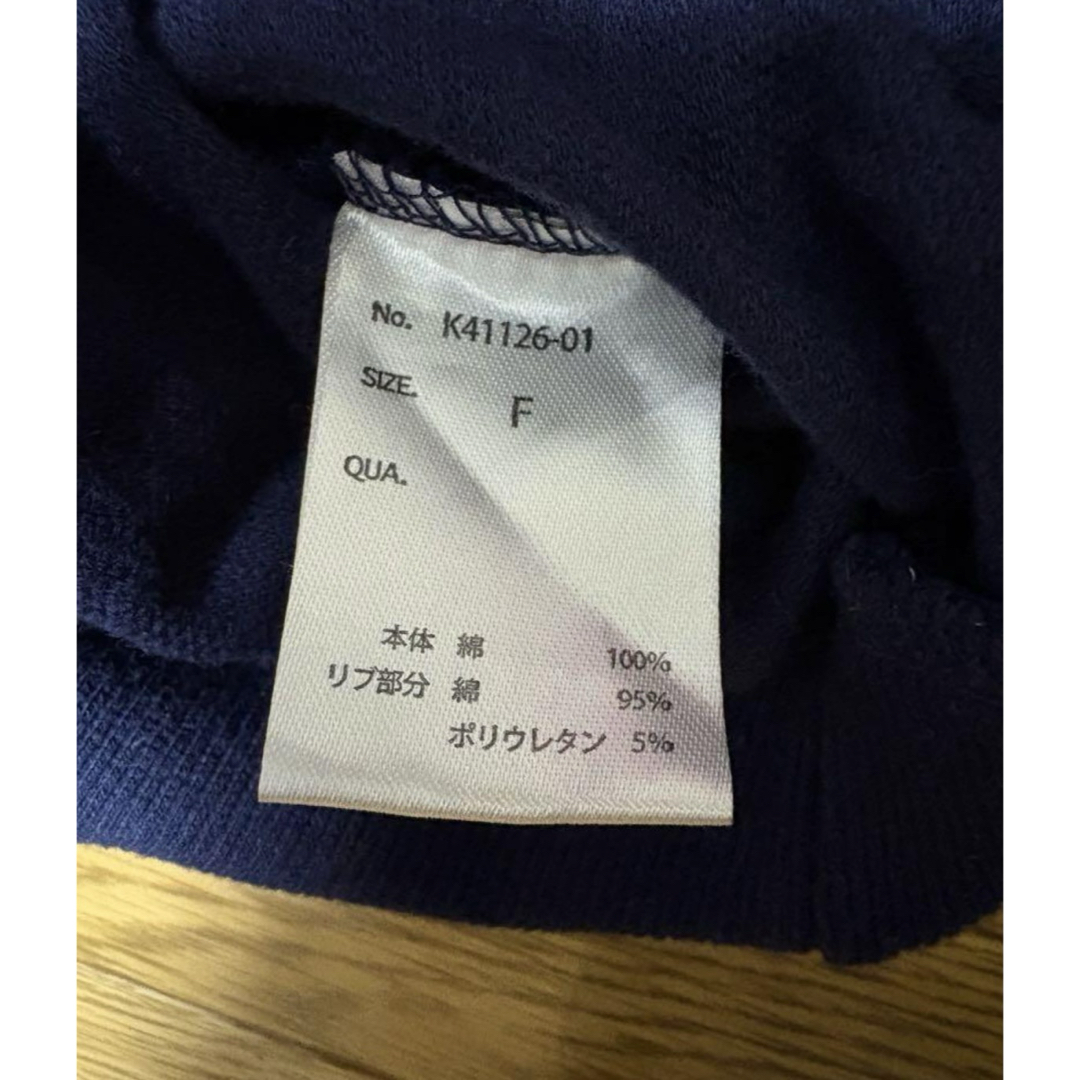 No. K41126-01
SIZE. F
QUA.
本体 綿 100%
リブ部分 綿 95%
ポリウレタン 5%